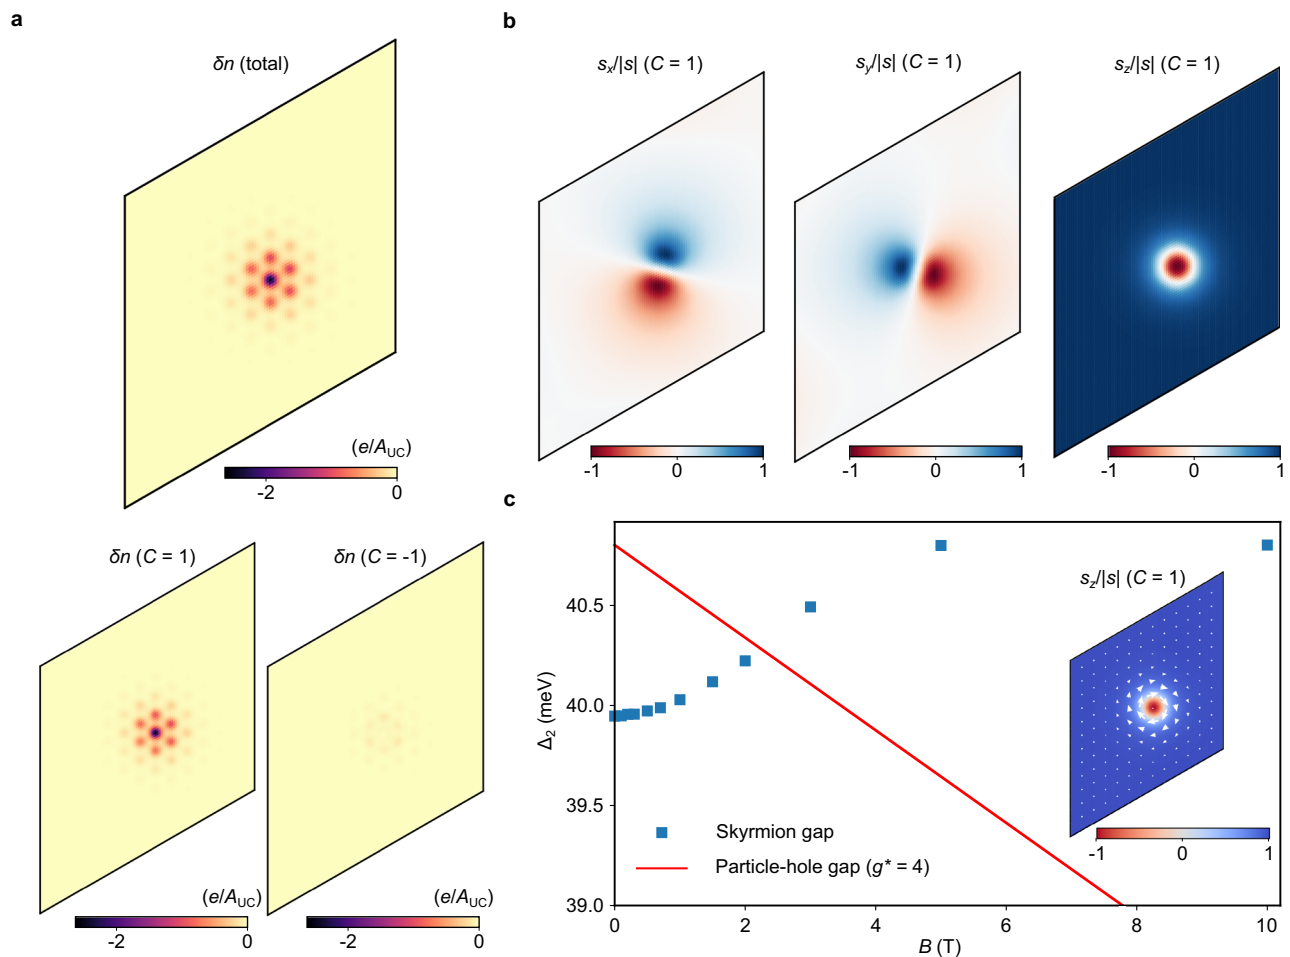 a
δn (total)
(e/A_UC)
-2 0
δn (C = 1)
δn (C = -1)
(e/A_UC)
(e/A_UC)
-2 0
-2 0
b
s_x/|s| (C = 1)
s_y/|s| (C = 1)
s_z/|s| (C = 1)
-1 0 1
-1 0 1
-1 0 1
c
40.5
40.0
39.5
39.0
Δ_2 (meV)
s_z/|s| (C = 1)
-1 0 1
Skyrmion gap
Particle-hole gap (g* = 4)
0 2 4 6 8 10
B (T)